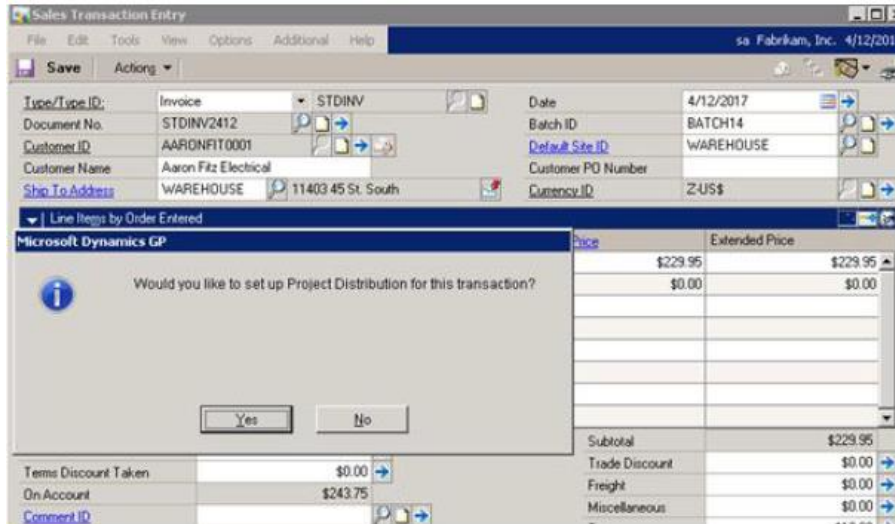 Sales Transaction Entry
File Edit Tools View Options Additional Help sa Fabrikam, Inc. 4/12/201
Save Actions
Type/Type ID: Invoice STDINV Date 4/12/2017
Document No. STDINV2412 Batch ID BATCH14
Customer ID AARONFIT0001 Default Site ID WAREHOUSE
Customer Name Aaron Fitz Electrical Customer PO Number
Ship To Address WAREHOUSE 11403 45 St. South Currency ID Z-US$
Line Items by Order Entered
Microsoft Dynamics GP Price Extended Price
$229.95 $229.95
Would you like to set up Project Distribution for this transaction? $0.00 $0.00
Yes No
Subtotal $229.95
Terms Discount Taken $0.00 Trade Discount $0.00
On Account $243.75 Freight $0.00
Comment ID Miscellaneous $0.00